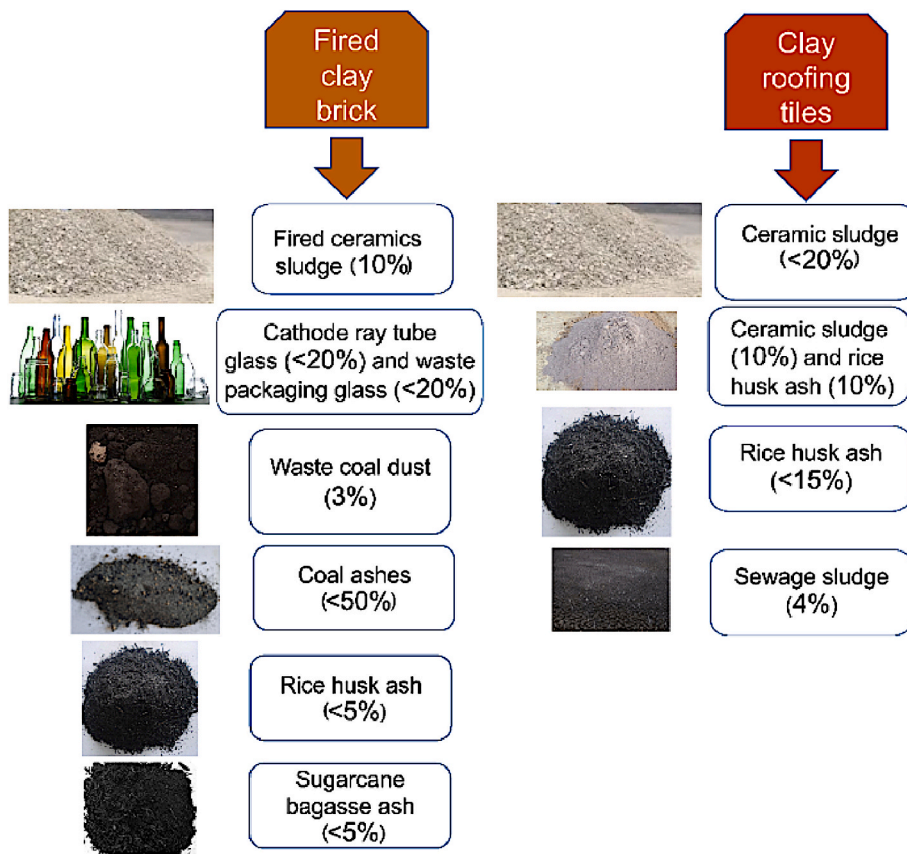 Fired
clay
brick
Fired ceramics
sludge (10%)
Cathode ray tube
glass (<20%) and waste
packaging glass (<20%)
Waste coal dust
(3%)
Coal ashes
(<50%)
Rice husk ash
(<5%)
Sugarcane
bagasse ash
(<5%)
Clay
roofing
tiles
Ceramic sludge
(<20%)
Ceramic sludge
(10%) and rice
husk ash (10%)
Rice husk ash
(<15%)
Sewage sludge
(4%)